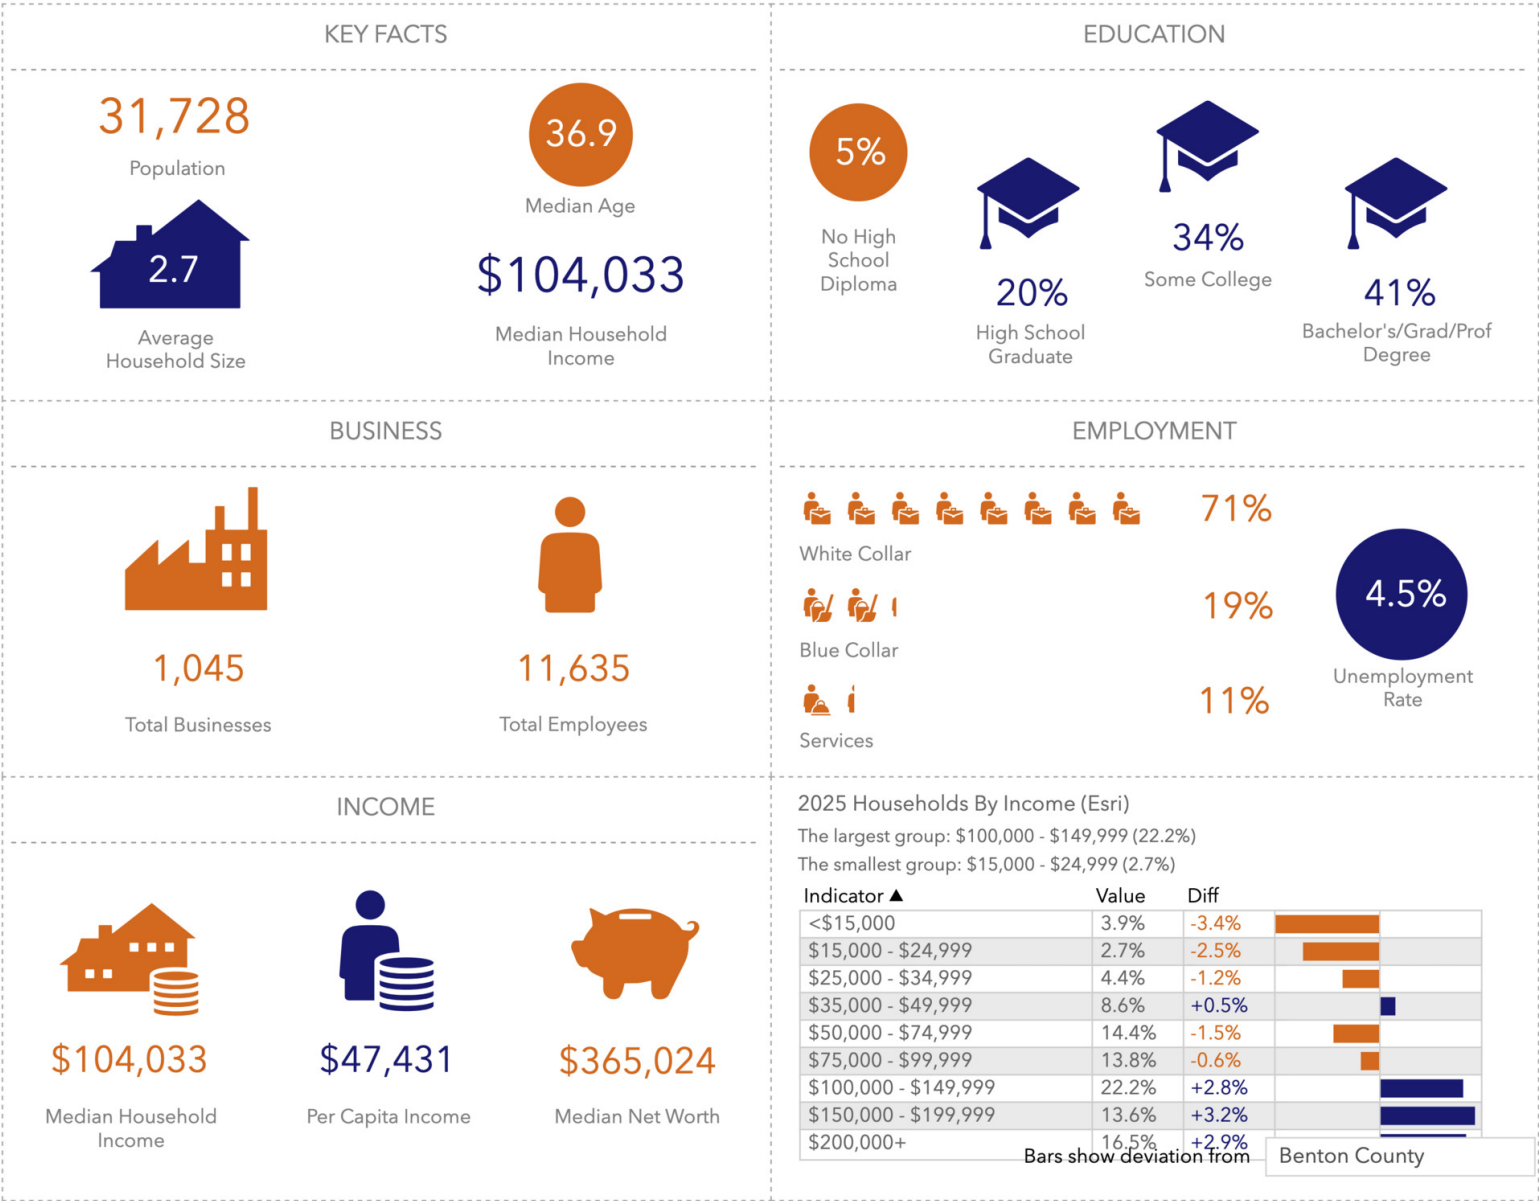 KEY FACTS
31,728
Population
36.9
Median Age
2.7
Average
Household Size
$104,033
Median Household
Income
EDUCATION
5%
No High
School
Diploma
20%
High School
Graduate
34%
Some College
41%
Bachelor's/Grad/Prof
Degree
BUSINESS
1,045
Total Businesses
11,635
Total Employees
EMPLOYMENT
71%
White Collar
19%
Blue Collar
11%
Services
4.5%
Unemployment
Rate
INCOME
$104,033
Median Household
Income
$47,431
Per Capita Income
$365,024
Median Net Worth
2025 Households By Income (Esri)
The largest group: $100,000 - $149,999 (22.2%)
The smallest group: $15,000 - $24,999 (2.7%)
Indicator ▲ Value Diff
<$15,000 3.9% -3.4%
$15,000 - $24,999 2.7% -2.5%
$25,000 - $34,999 4.4% -1.2%
$35,000 - $49,999 8.6% +0.5%
$50,000 - $74,999 14.4% -1.5%
$75,000 - $99,999 13.8% -0.6%
$100,000 - $149,999 22.2% +2.8%
$150,000 - $199,999 13.6% +3.2%
$200,000+ 16.5% +2.9%
Bars show deviation from Benton County